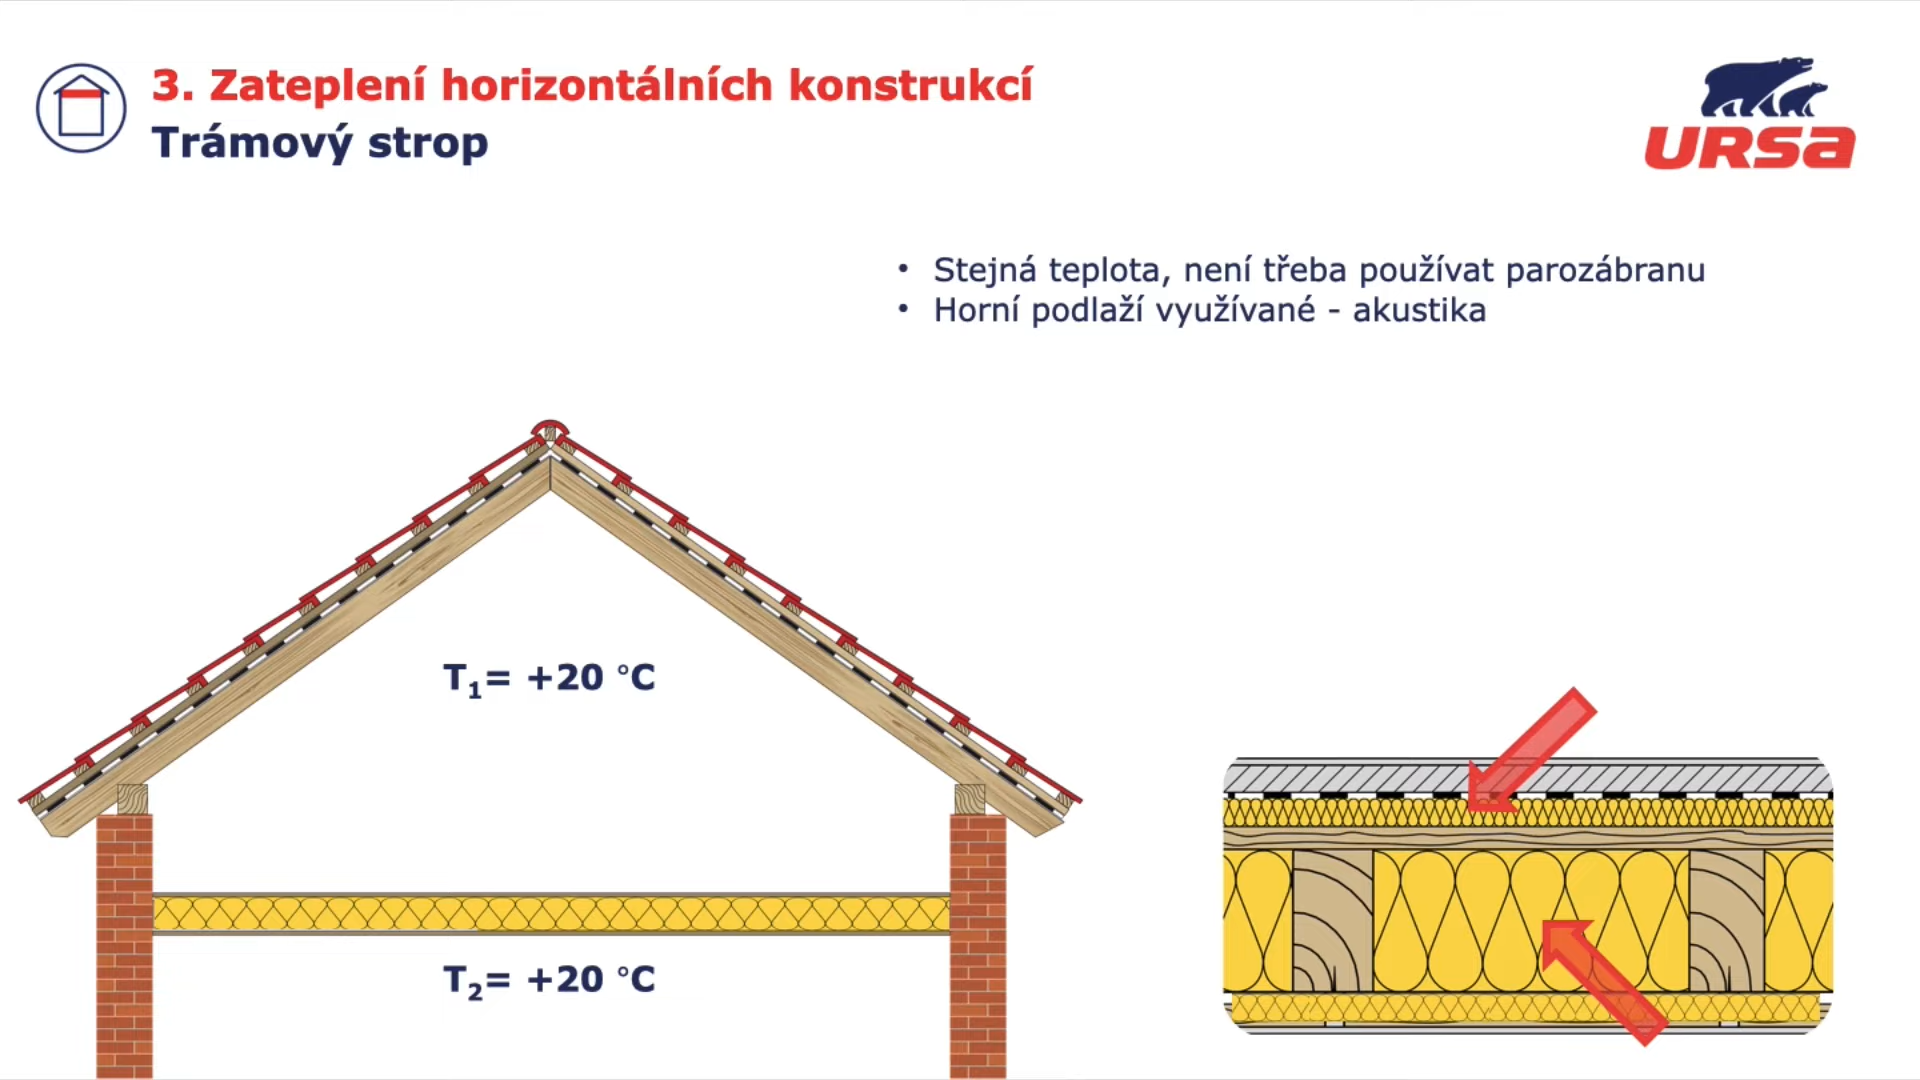 3. Zateplení horizontálních konstrukcí
Trámový strop
URSA
• Stejná teplota, není třeba používat parozábranu
• Horní podlaží využívané - akustika
T₁= +20 °C
T₂= +20 °C